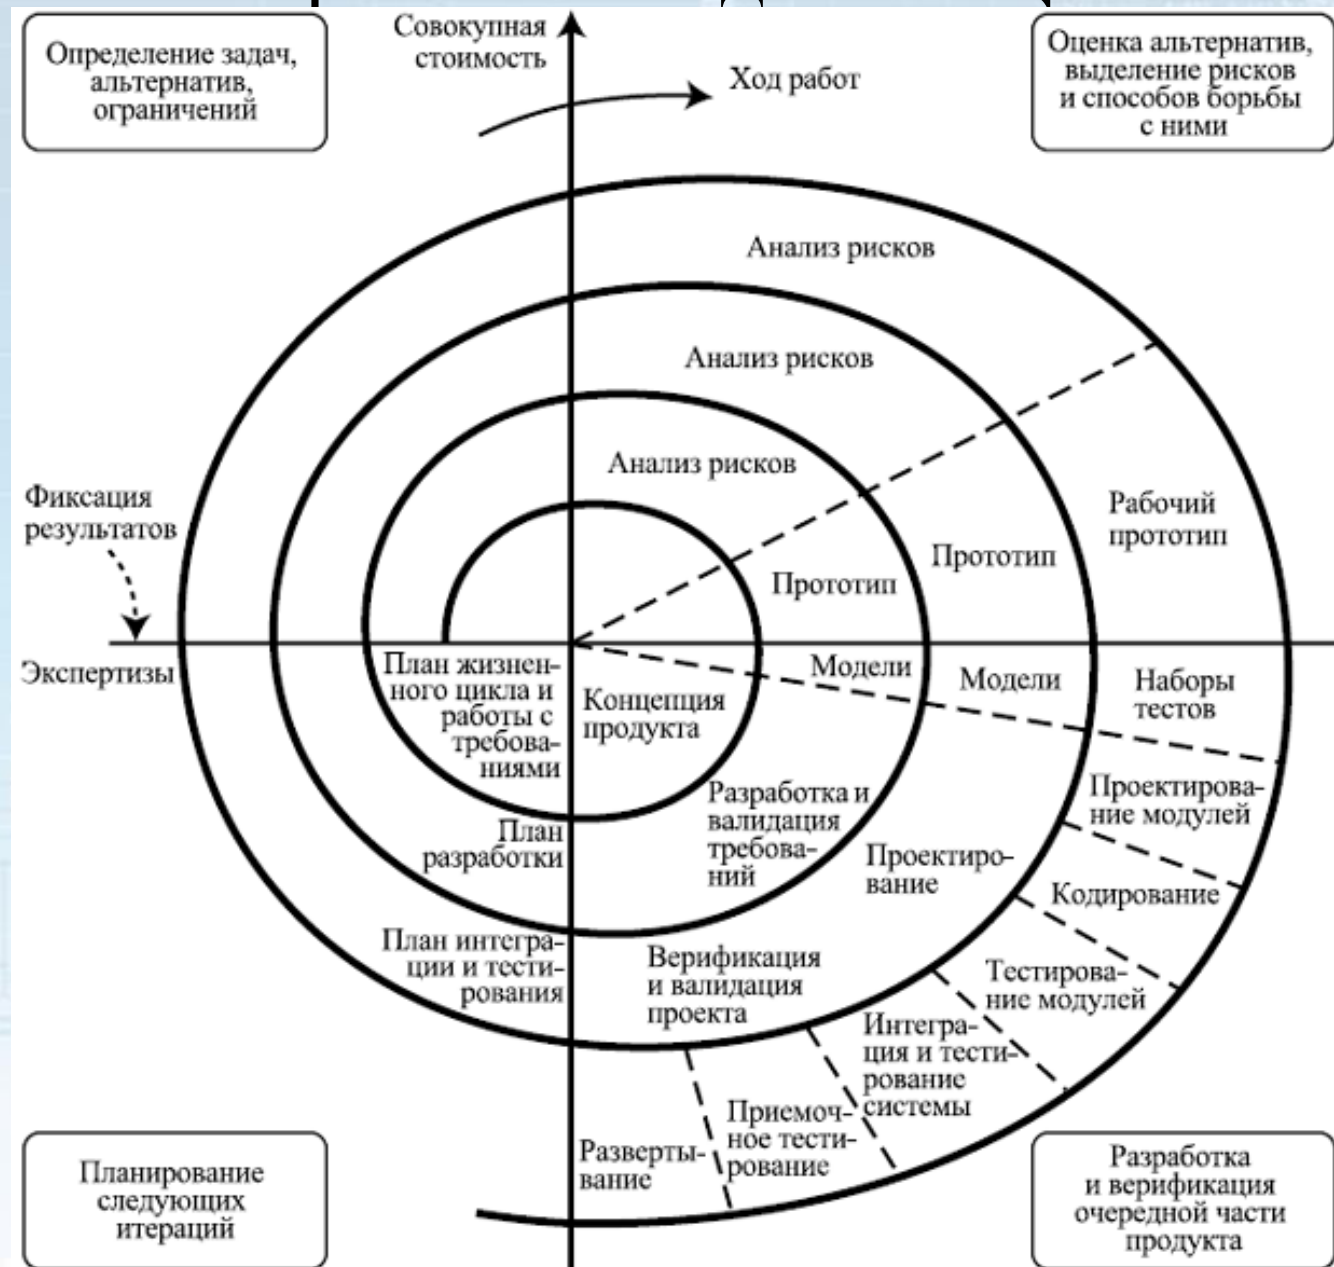 Определение задач,
альтернатив,
ограничений
Совокупная
стоимость
Ход работ
Оценка альтернатив,
выделение рисков
и способов борьбы
с ними
Анализ рисков
Анализ рисков
Анализ рисков
Фиксация
результатов
Экспертизы
Рабочий
прототип
Прототип
Прототип
План жизнен-
ного цикла и
работы с
требова-
ниями
Концепция
продукта
Модели
Модели
Наборы
тестов
План
разработки
Разработка и
валидация
требова-
ний
Проектиро-
вание
Проектирова-
ние модулей
Кодирование
План интегра-
ции и тести-
рования
Верификация
и валидация
проекта
Тестирова-
ние модулей
Интегра-
ция и тести-
рование
системы
Приемоч-
ное тести-
рование
Разверты-
вание
Планирование
следующих
итераций
Разработка
и верификация
очередной части
продукта